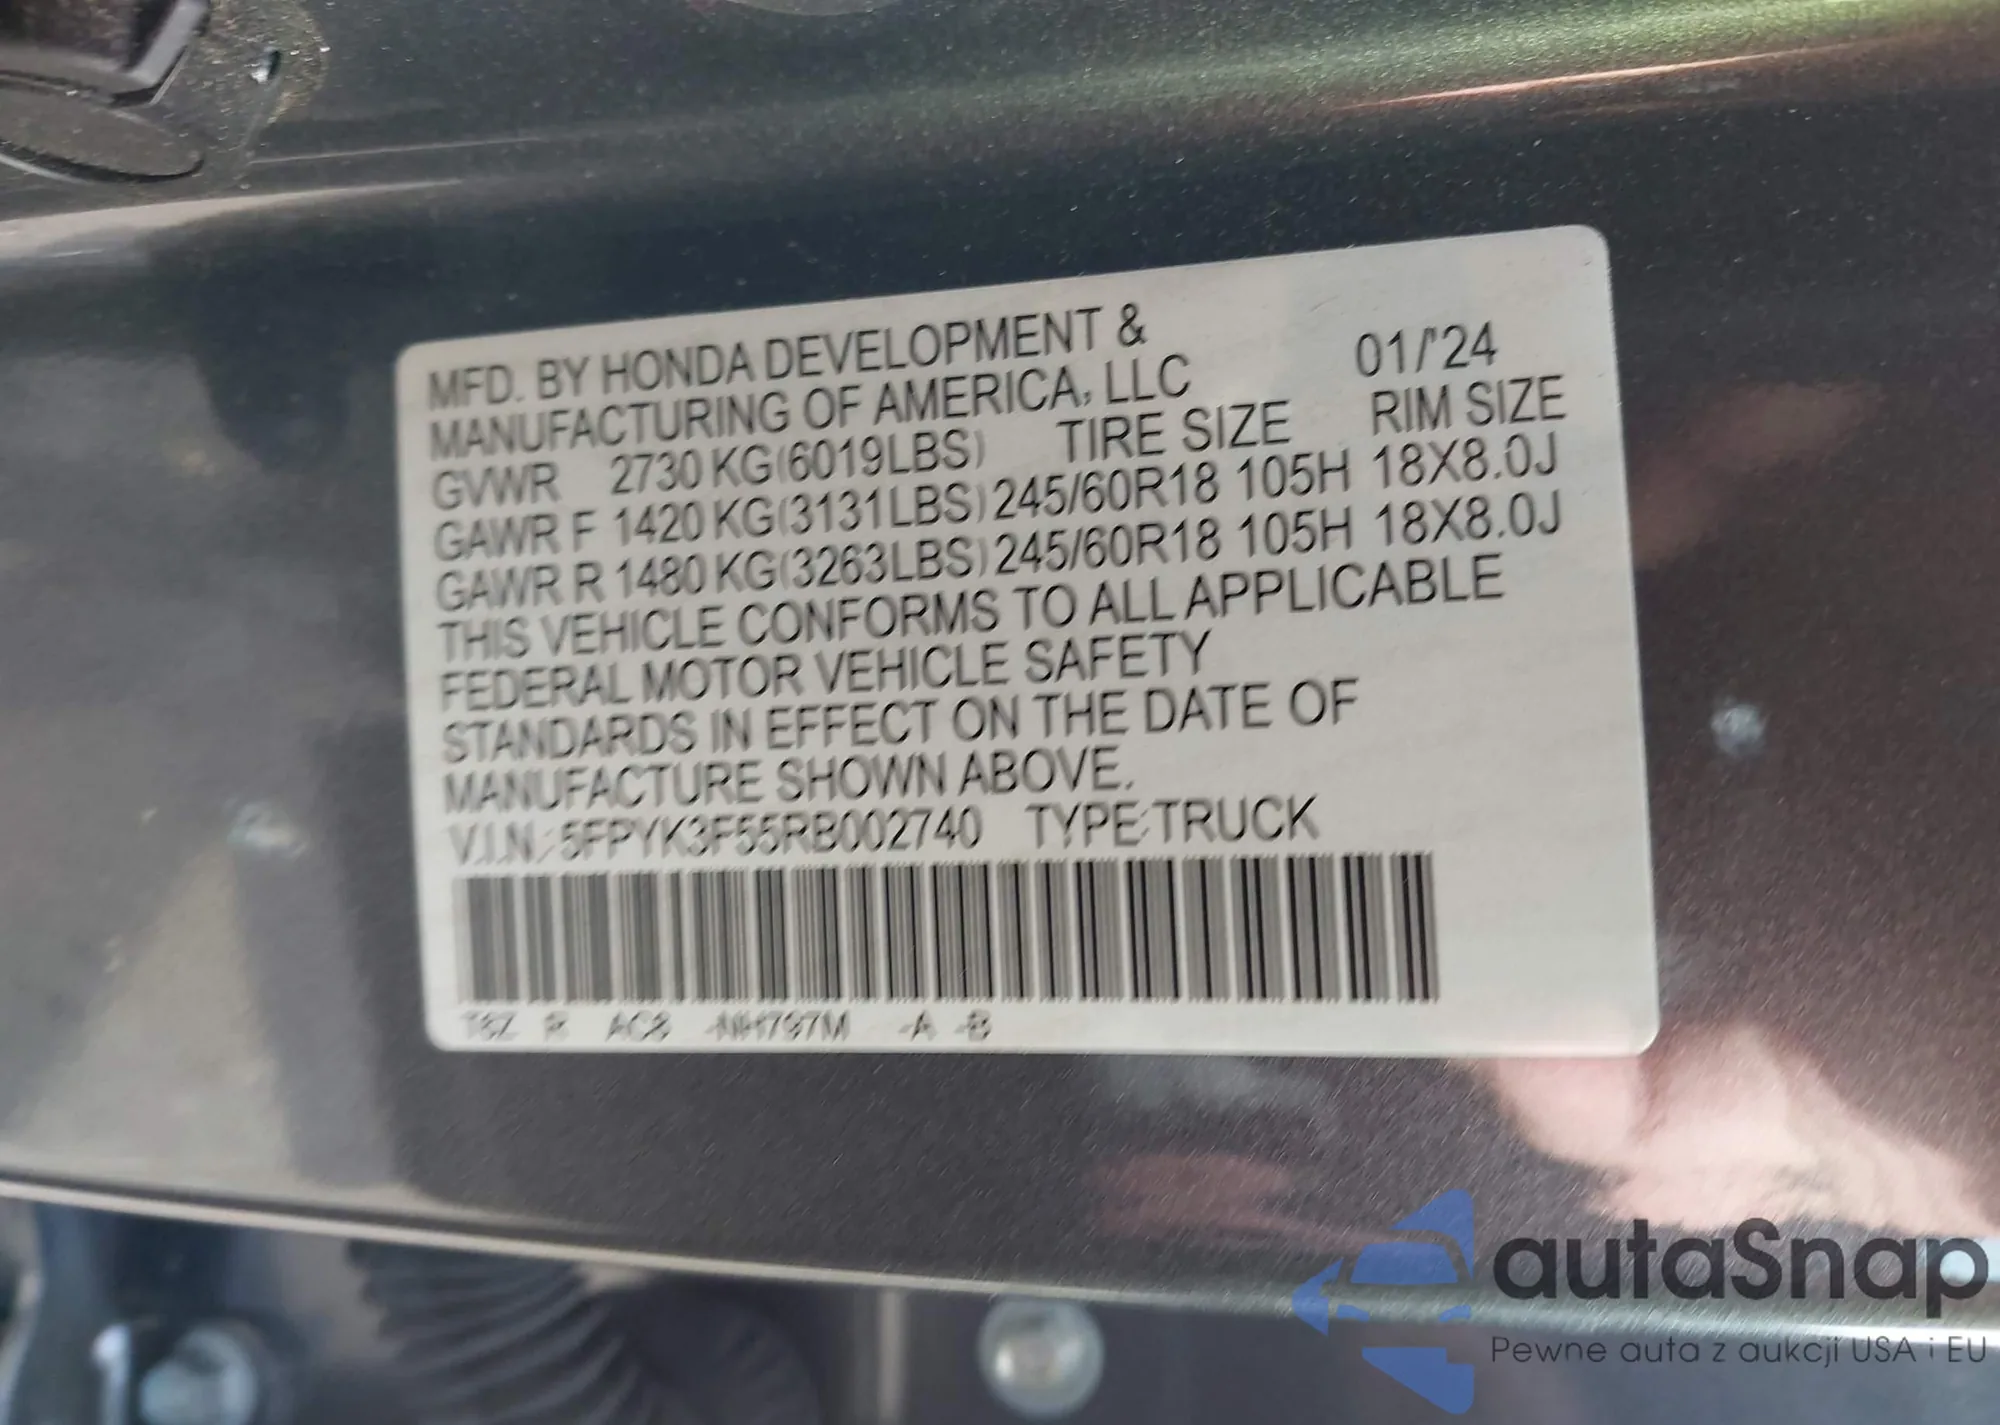 MFD. BY HONDA DEVELOPMENT &
MANUFACTURING OF AMERICA, LLC 01/'24
GVWR 2730 KG(6019LBS) TIRE SIZE RIM SIZE
GAWR F 1420 KG(3131LBS) 245/60R18 105H 18X8.0J
GAWR R 1480 KG(3263LBS) 245/60R18 105H 18X8.0J
THIS VEHICLE CONFORMS TO ALL APPLICABLE
FEDERAL MOTOR VEHICLE SAFETY
STANDARDS IN EFFECT ON THE DATE OF
MANUFACTURE SHOWN ABOVE.
V.I.N.: 5FPYK3F55RB002740 TYPE:TRUCK
T6Z R AC8 -NH797M -A -B
autaSnap
Pewne auta z aukcji USA i EU